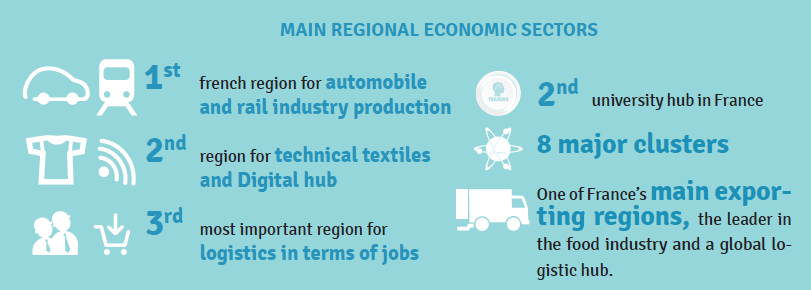 MAIN REGIONAL ECONOMIC SECTORS
1st french region for automobile
and rail industry production
2nd region for technical textiles
and Digital hub
3rd most important region for
logistics in terms of jobs
TRAINING
2nd university hub in France
8 major clusters
One of France's main expor-
ting regions, the leader in
the food industry and a global lo-
gistic hub.